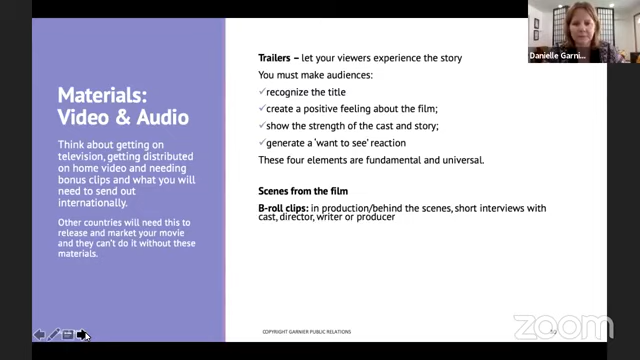 Materials:
Video & Audio
Think about getting on
television, getting distributed
on home video and needing
bonus clips and what you will
need to send out
internationally.
Other countries will need this to
release and market your movie
and they can't do it without these
materials.
Trailers – let your viewers experience the story
You must make audiences:
✓recognize the title
✓create a positive feeling about the film;
✓show the strength of the cast and story;
✓generate a 'want to see' reaction
These four elements are fundamental and universal.
Scenes from the film
B-roll clips: in production/behind the scenes, short interviews with
cast, director, writer or producer
COPYRIGHT GARNIER PUBLIC RELATIONS
Danielle Garni...
zoom